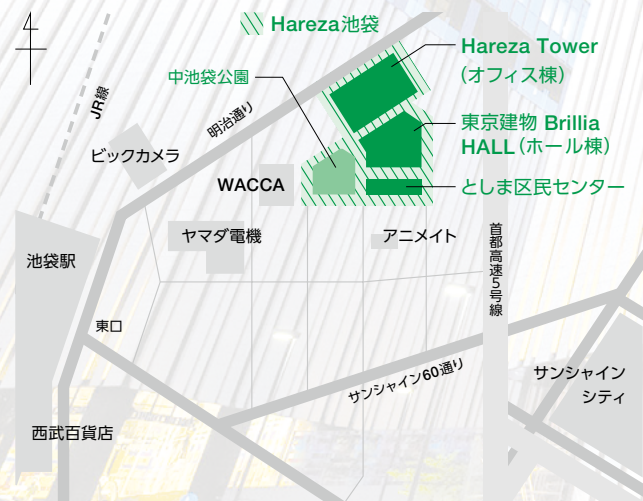 Hareza池袋
Hareza Tower
（オフィス棟）
中池袋公園
東京建物 Brillia
HALL（ホール棟）
としま区民センター
JR線
明治通り
ビックカメラ
WACCA
ヤマダ電機
アニメイト
首都高速5号線
池袋駅
東口
サンシャイン60通り
サンシャイン
シティ
西武百貨店